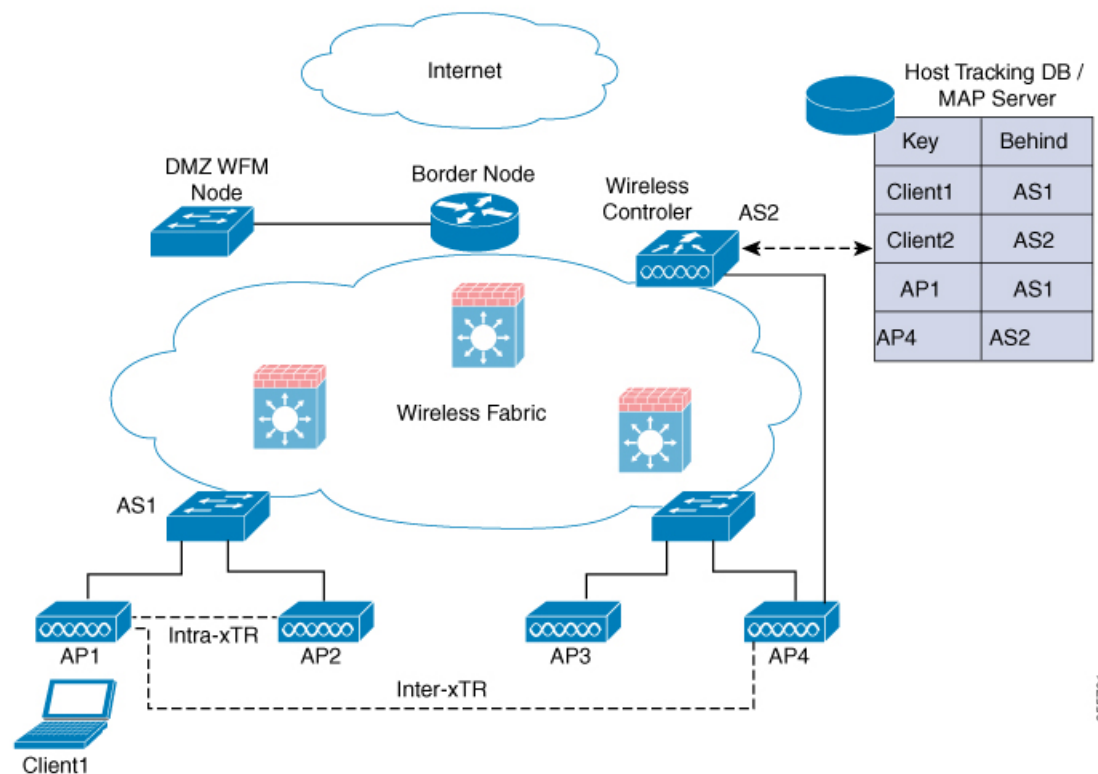 Internet
Host Tracking DB /
MAP Server
Key Behind
Client1 AS1
Client2 AS2
AP1 AS1
AP4 AS2
DMZ WFM
Node
Border Node
Wireless
Controler
AS2
Wireless Fabric
AS1
AP1
Intra-xTR
AP2
AP3
AP4
Inter-xTR
Client1